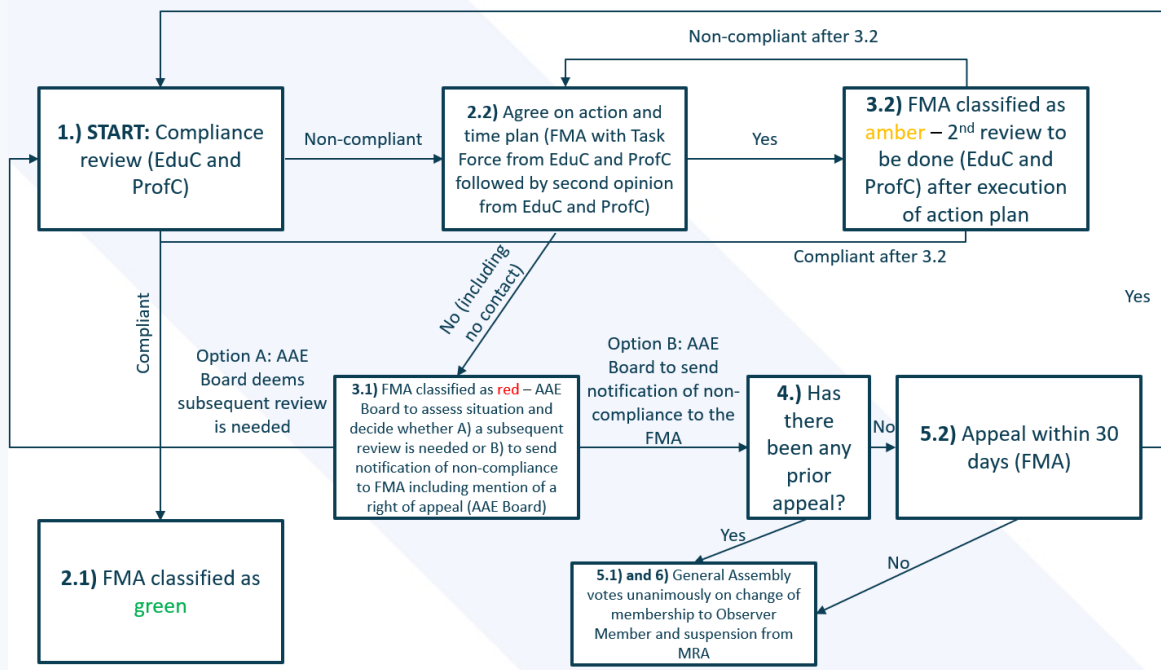 Non-compliant after 3.2
1.) START: Compliance
review (EduC and
ProfC)
Non-compliant
2.2) Agree on action and
time plan (FMA with Task
Force from EduC and ProfC
followed by second opinion
from EduC and ProfC)
Yes
3.2) FMA classified as
amber – 2nd review to
be done (EduC and
ProfC) after execution
of action plan
Compliant after 3.2
Compliant
No (including
no contact)
Yes
Option A: AAE
Board deems
subsequent review
is needed
3.1) FMA classified as red – AAE
Board to assess situation and
decide whether A) a subsequent
review is needed or B) to send
notification of non-compliance
to FMA including mention of a
right of appeal (AAE Board)
Option B: AAE
Board to send
notification of non-
compliance to the
FMA
4.) Has
there
been any
prior
appeal?
No
5.2) Appeal within 30
days (FMA)
Yes
No
2.1) FMA classified as
green
5.1) and 6) General Assembly
votes unanimously on change of
membership to Observer
Member and suspension from
MRA